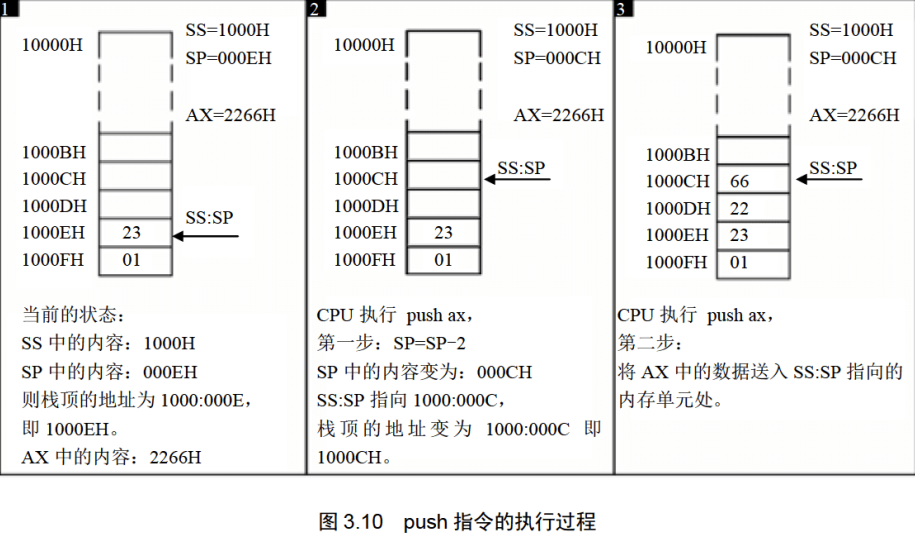 1
10000H
SS=1000H
SP=000EH
AX=2266H
1000BH
1000CH
1000DH
SS:SP
1000EH 23
1000FH 01
当前的状态：
SS 中的内容：1000H
SP 中的内容：000EH
则栈顶的地址为 1000:000E，
即 1000EH。
AX 中的内容：2266H
2
10000H
SS=1000H
SP=000CH
AX=2266H
1000BH
SS:SP
1000CH
1000DH
1000EH 23
1000FH 01
CPU 执行 push ax，
第一步：SP=SP-2
SP 中的内容变为：000CH
SS:SP 指向 1000:000C，
栈顶的地址变为 1000:000C 即
1000CH。
3
10000H
SS=1000H
SP=000CH
AX=2266H
1000BH
SS:SP
1000CH 66
1000DH 22
1000EH 23
1000FH 01
CPU 执行 push ax，
第二步：
将 AX 中的数据送入 SS:SP 指向的
内存单元处。
图 3.10 push 指令的执行过程